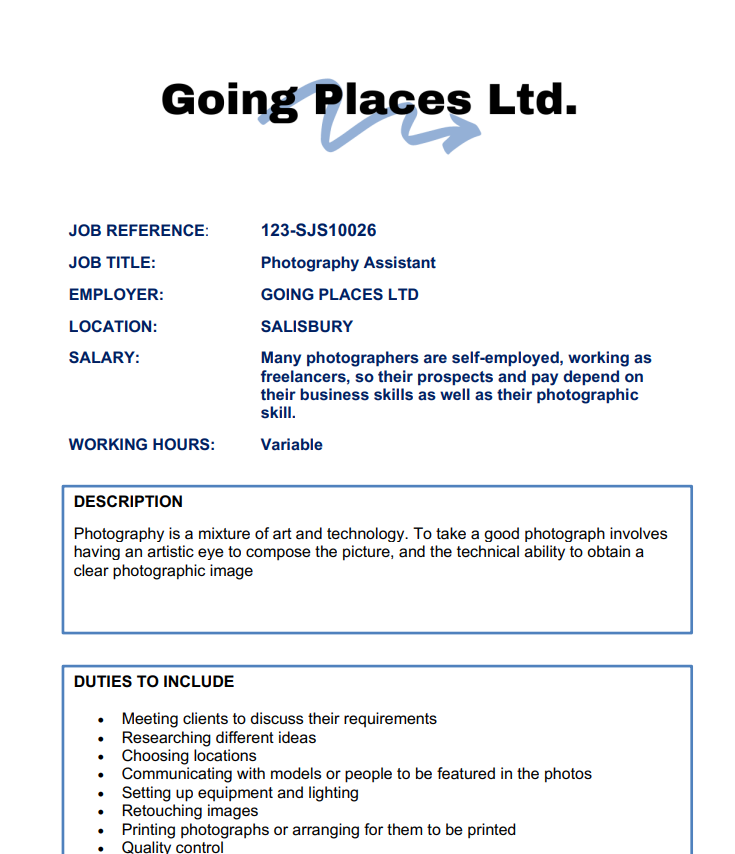 Going Places Ltd.
JOB REFERENCE: 123-SJS10026
JOB TITLE: Photography Assistant
EMPLOYER: GOING PLACES LTD
LOCATION: SALISBURY
SALARY: Many photographers are self-employed, working as
freelancers, so their prospects and pay depend on
their business skills as well as their photographic
skill.
WORKING HOURS: Variable
DESCRIPTION
Photography is a mixture of art and technology. To take a good photograph involves
having an artistic eye to compose the picture, and the technical ability to obtain a
clear photographic image
DUTIES TO INCLUDE
• Meeting clients to discuss their requirements
• Researching different ideas
• Choosing locations
• Communicating with models or people to be featured in the photos
• Setting up equipment and lighting
• Retouching images
• Printing photographs or arranging for them to be printed
• Quality control